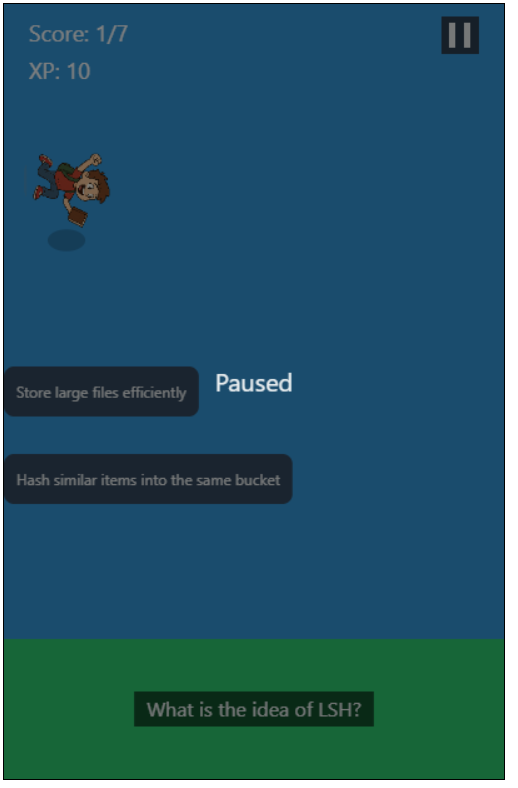 Score: 1/7
XP: 10
Paused
Store large files efficiently
Hash similar items into the same bucket
What is the idea of LSH?